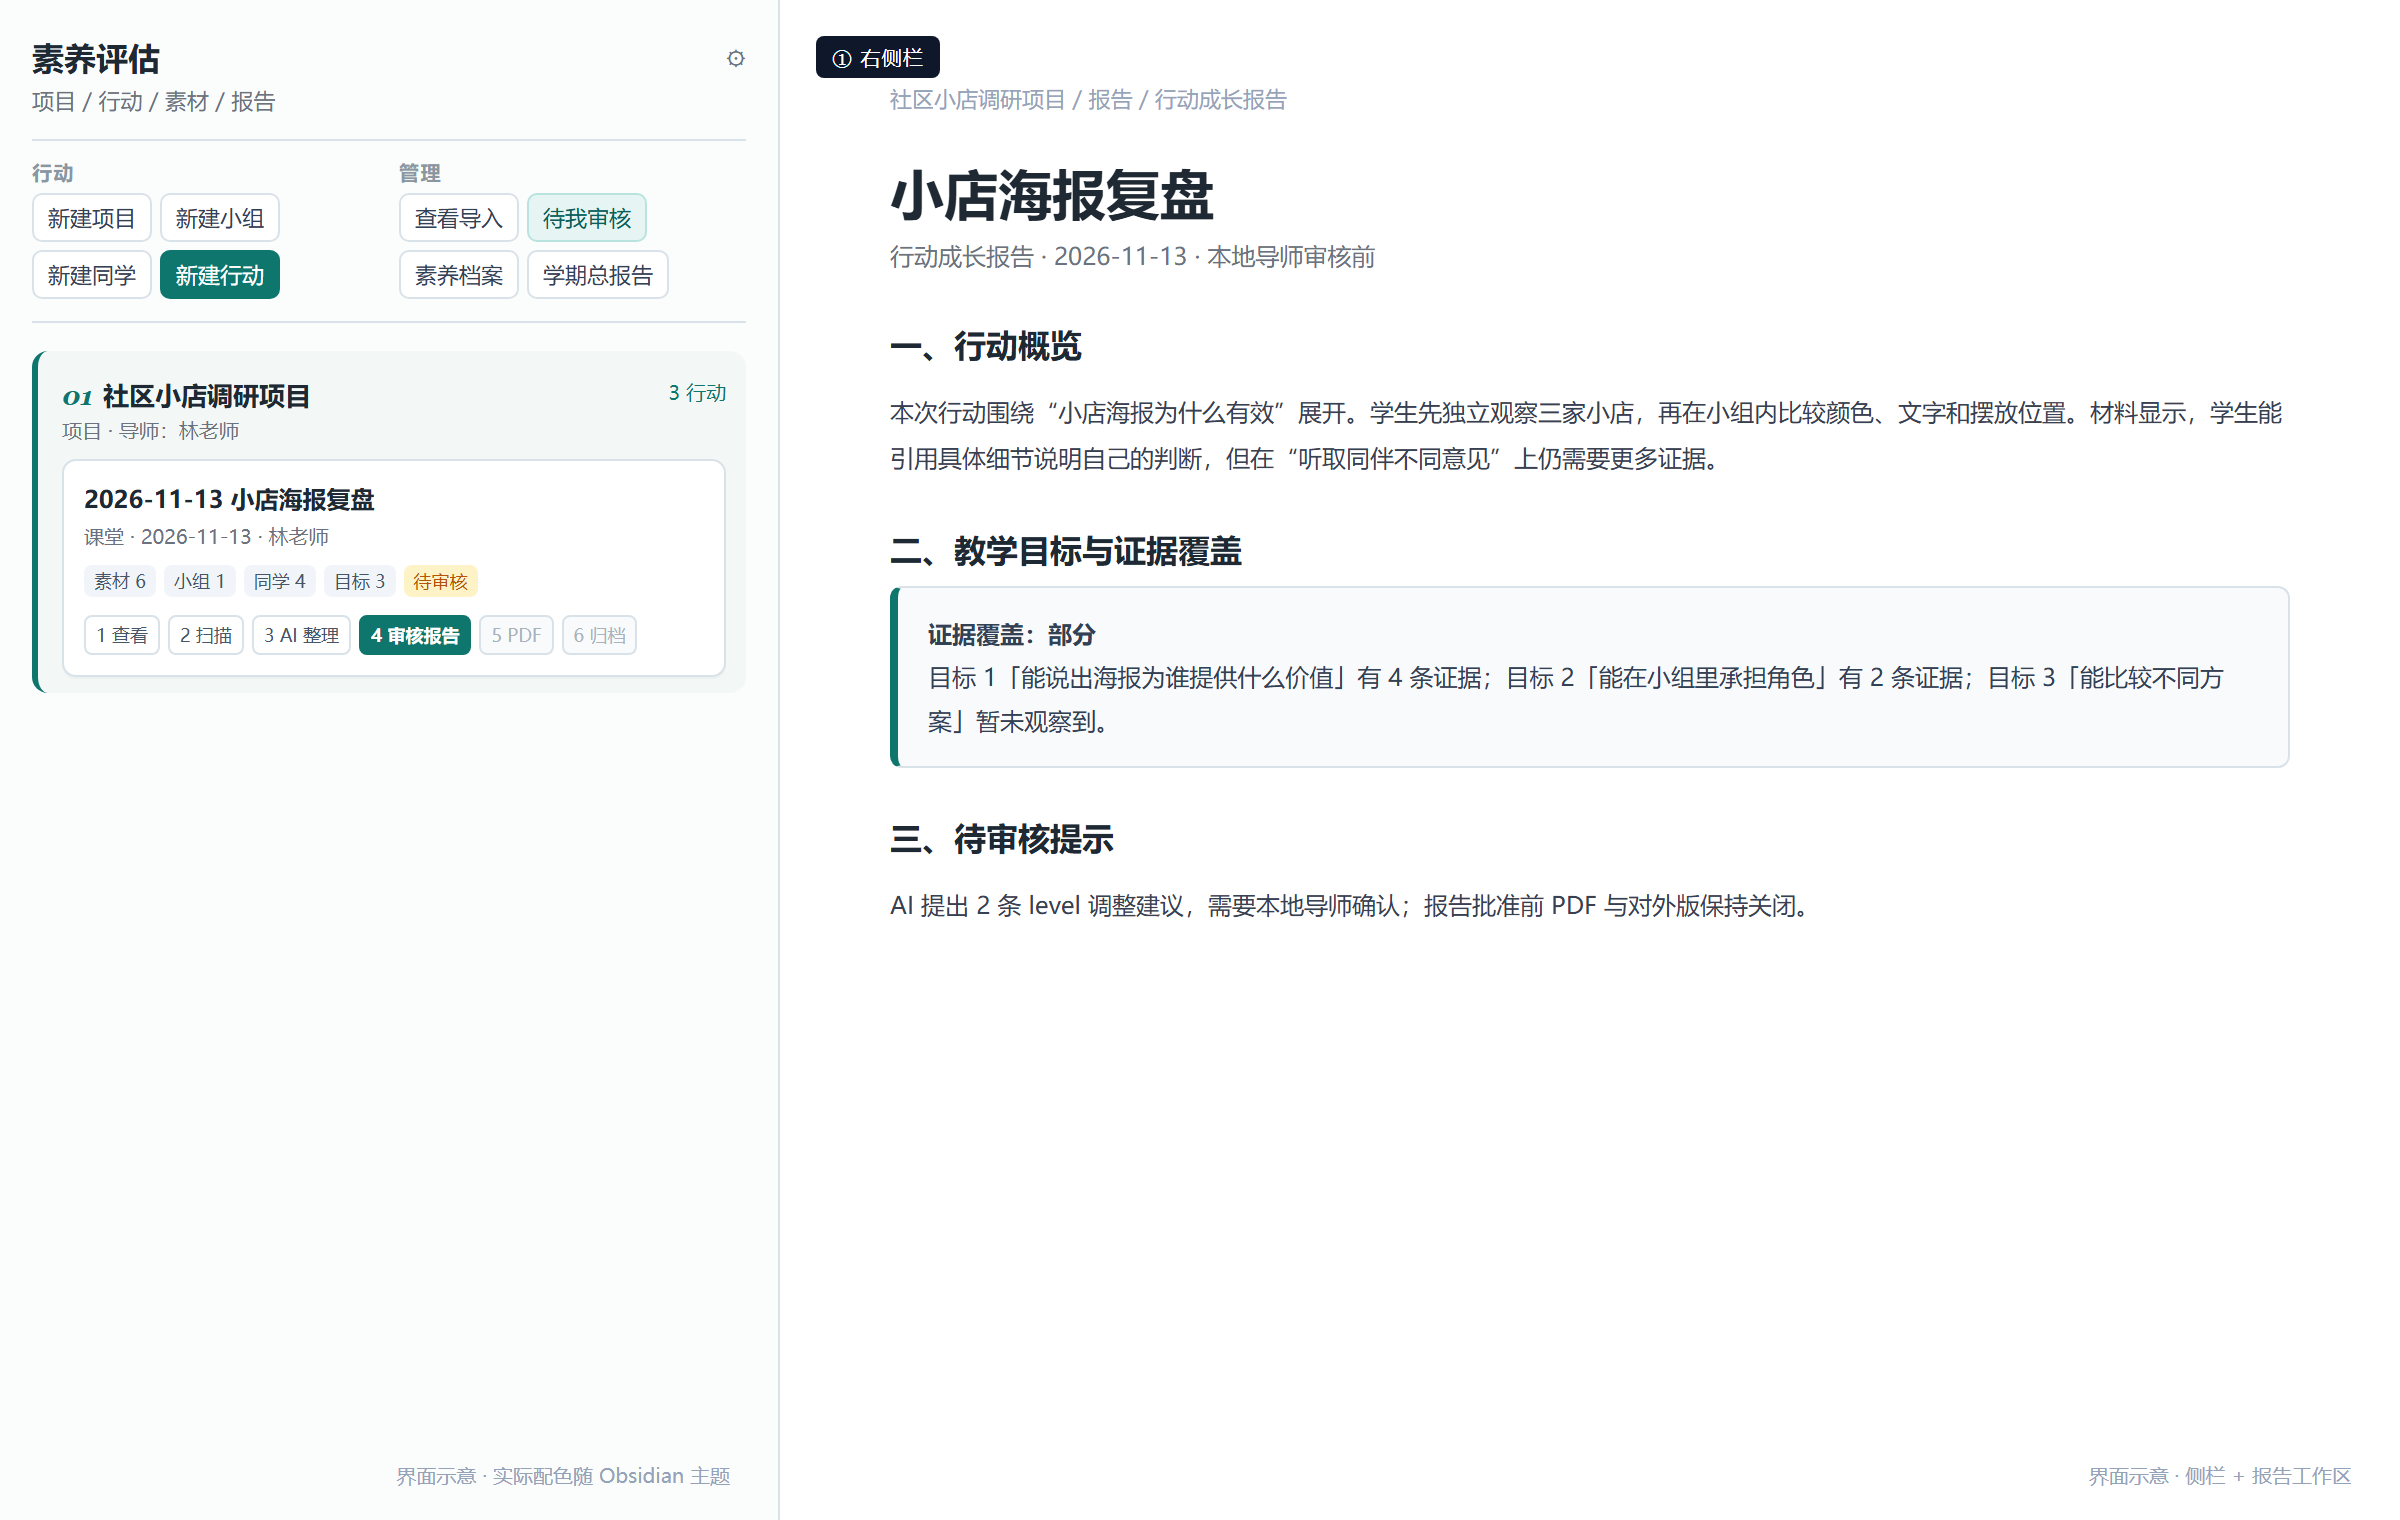 素养评估
项目 / 行动 / 素材 / 报告
行动
新建项目 新建小组
新建同学 新建行动
管理
查看导入 待我审核
素养档案 学期总报告
01 社区小店调研项目 3 行动
项目 · 导师：林老师
2026-11-13 小店海报复盘
课堂 · 2026-11-13 · 林老师
素材 6 小组 1 同学 4 目标 3 待审核
1 查看 2 扫描 3 AI 整理 4 审核报告 5 PDF 6 归档
界面示意 · 实际配色随 Obsidian 主题
① 右侧栏
社区小店调研项目 / 报告 / 行动成长报告
小店海报复盘
行动成长报告 · 2026-11-13 · 本地导师审核前
一、行动概览
本次行动围绕“小店海报为什么有效”展开。学生先独立观察三家小店，再在小组内比较颜色、文字和摆放位置。材料显示，学生能
引用具体细节说明自己的判断，但在“听取同伴不同意见”上仍需要更多证据。
二、教学目标与证据覆盖
证据覆盖：部分
目标 1「能说出海报为谁提供什么价值」有 4 条证据；目标 2「能在小组里承担角色」有 2 条证据；目标 3「能比较不同方
案」暂未观察到。
三、待审核提示
AI 提出 2 条 level 调整建议，需要本地导师确认；报告批准前 PDF 与对外版保持关闭。
界面示意 · 侧栏 + 报告工作区